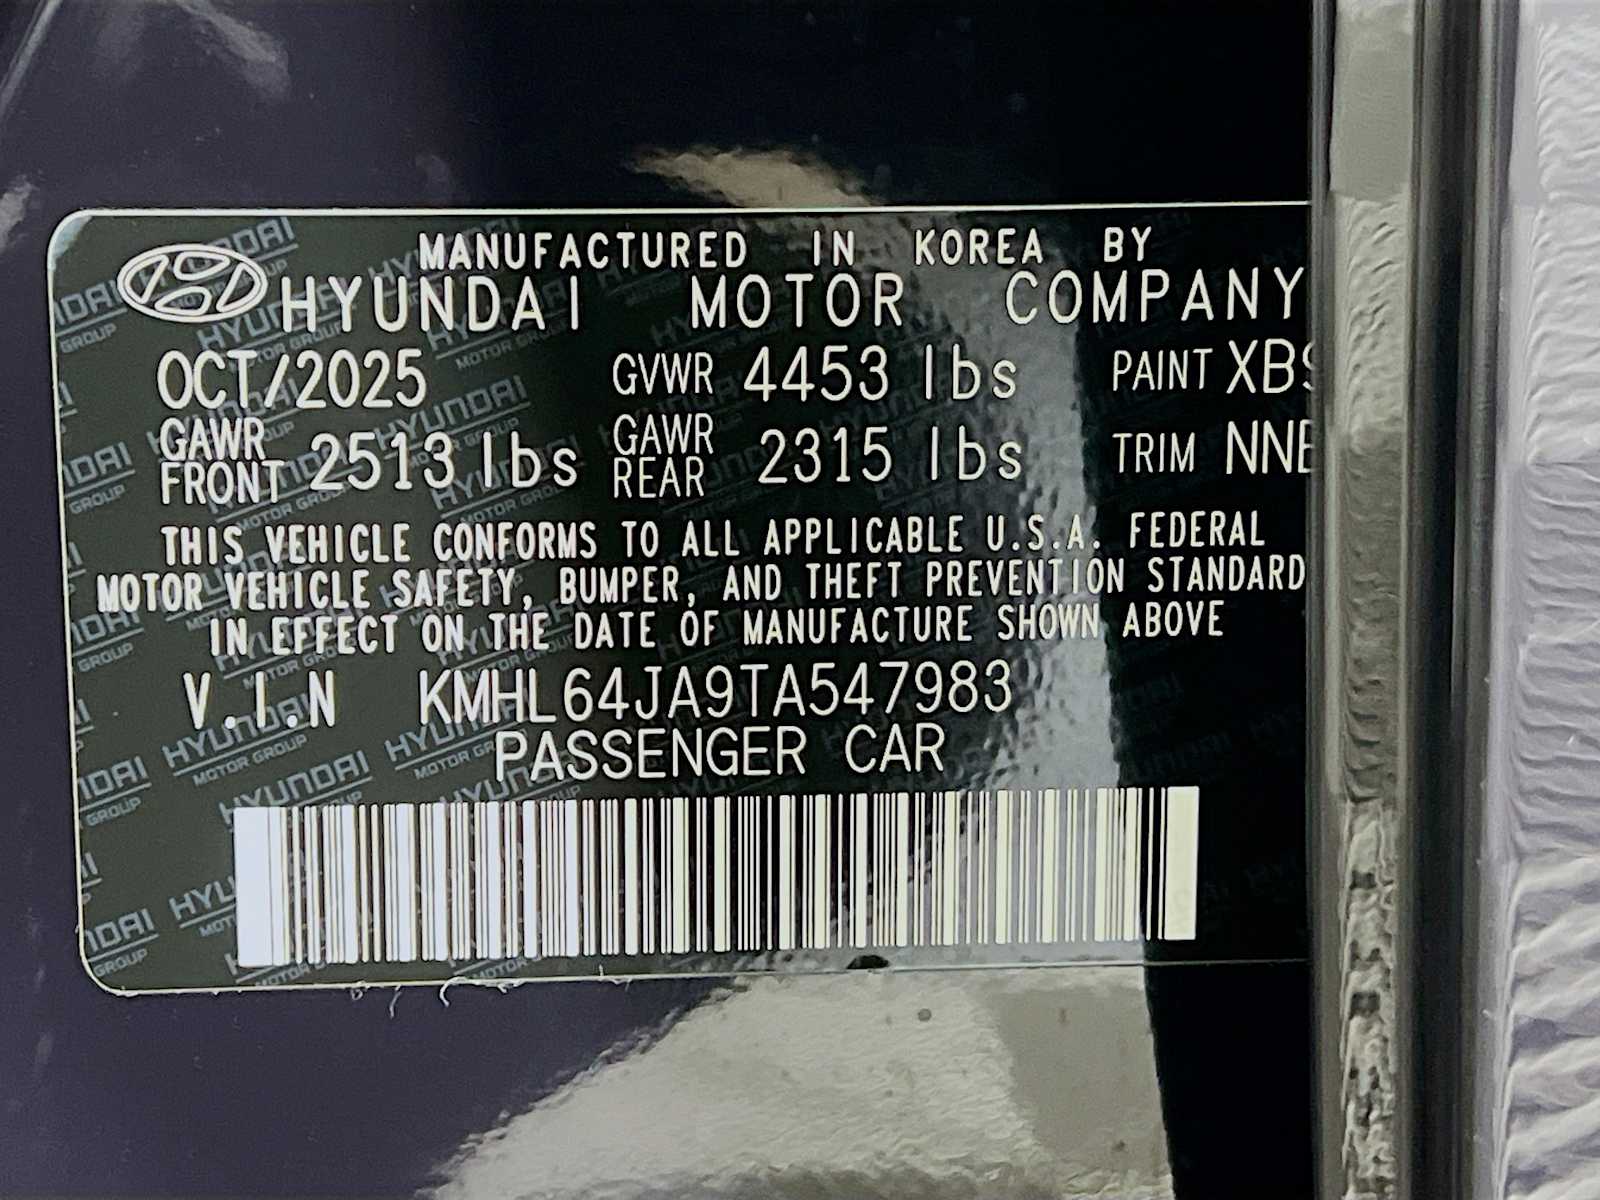 MANUFACTURED IN KOREA BY
HYUNDAI MOTOR COMPANY
OCT/2025 GVWR 4453 lbs PAINT
GAWR FRONT 2513 lbs GAWR REAR 2315 lbs TRIM
THIS VEHICLE CONFORMS TO ALL APPLICABLE U.S.A. FEDERAL
MOTOR VEHICLE SAFETY, BUMPER, AND THEFT PREVENTION STANDARD
IN EFFECT ON THE DATE OF MANUFACTURE SHOWN ABOVE
V.I.N KMHL64JA9TA547983
PASSENGER CAR